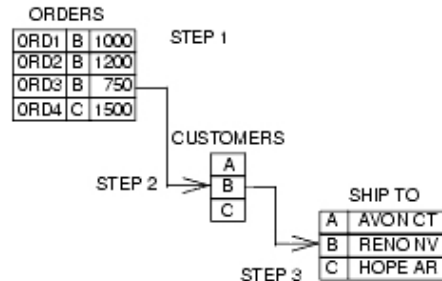 ORDERS
ORD1 B 1000
ORD2 B 1200
ORD3 B 750
ORD4 C 1500
STEP 1
CUSTOMERS
A
B
C
STEP 2
SHIP TO
A AVON CT
B RENO NV
C HOPE AR
STEP 3